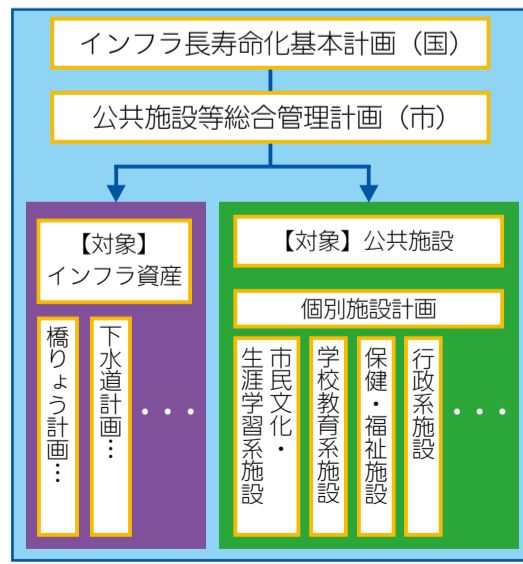 インフラ長寿命化基本計画（国）
公共施設等総合管理計画（市）
【対象】
インフラ資産
橋りょう計画…
下水道計画…
・・・
【対象】公共施設
個別施設計画
市民文化・
生涯学習系施設
学校教育系施設
保健・福祉施設
行政系施設
・・・